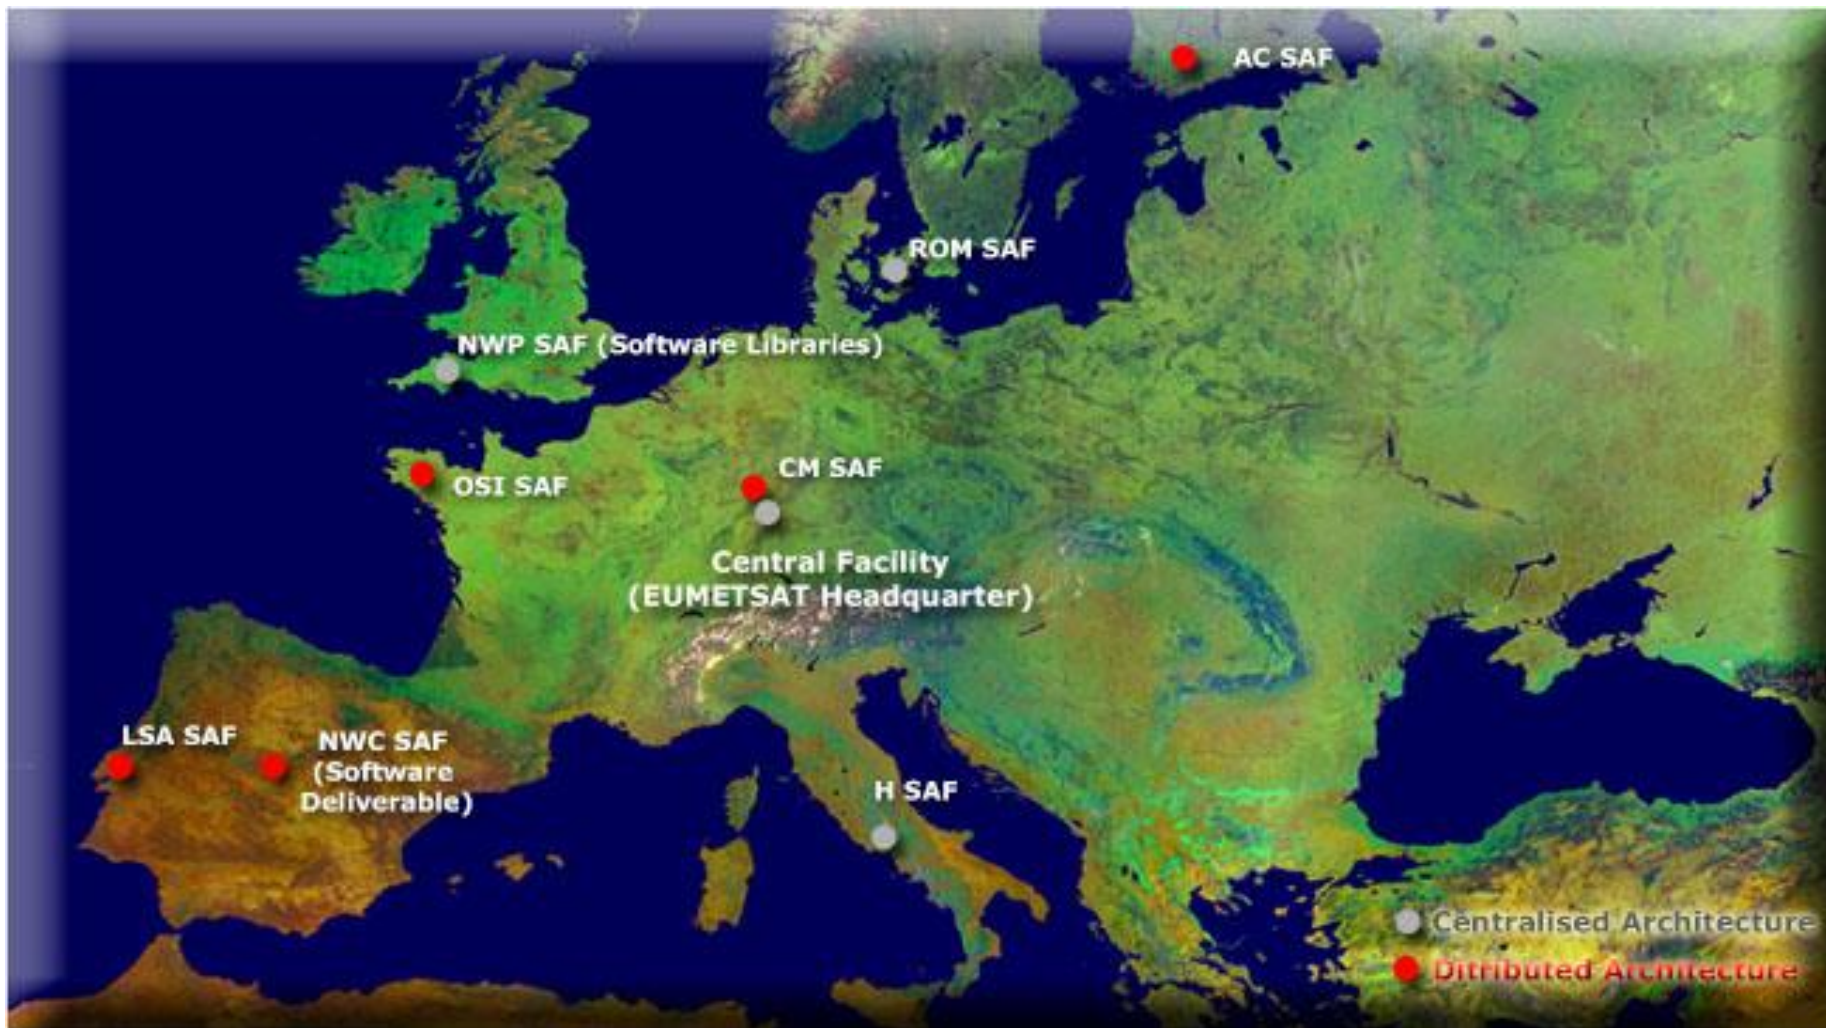 AC SAF
ROM SAF
NWP SAF (Software Libraries)
CM SAF
OSI SAF
Central Facility
(EUMETSAT Headquarter)
LSA SAF
NWC SAF
(Software
Deliverable)
H SAF
Centralised Architecture
Ditributed Architecture